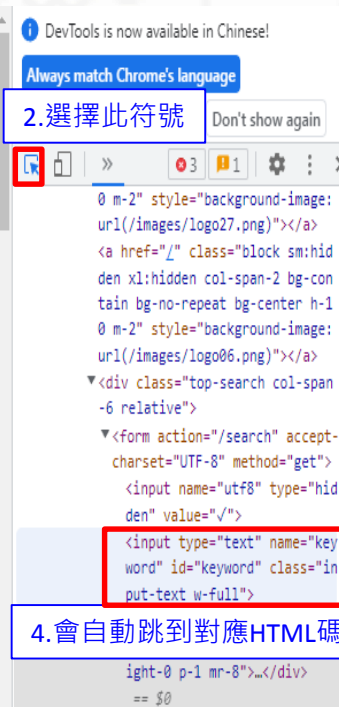 DevTools is now available in Chinese!
Always match Chrome's language
2.選擇此符號
Don't show again
» 3 1
0 m-2" style="background-image:
url(/images/logo27.png)"></a>
<a href="/" class="block sm:hid
den xl:hidden col-span-2 bg-con
tain bg-no-repeat bg-center h-1
0 m-2" style="background-image:
url(/images/logo06.png)"></a>
▼<div class="top-search col-span
-6 relative">
▼<form action="/search" accept-
charset="UTF-8" method="get">
<input name="utf8" type="hid
den" value="√">
<input type="text" name="key
word" id="keyword" class="in
put-text w-full">
4.會自動跳到對應HTML碼
ight-0 p-1 mr-8">…</div>
== $0